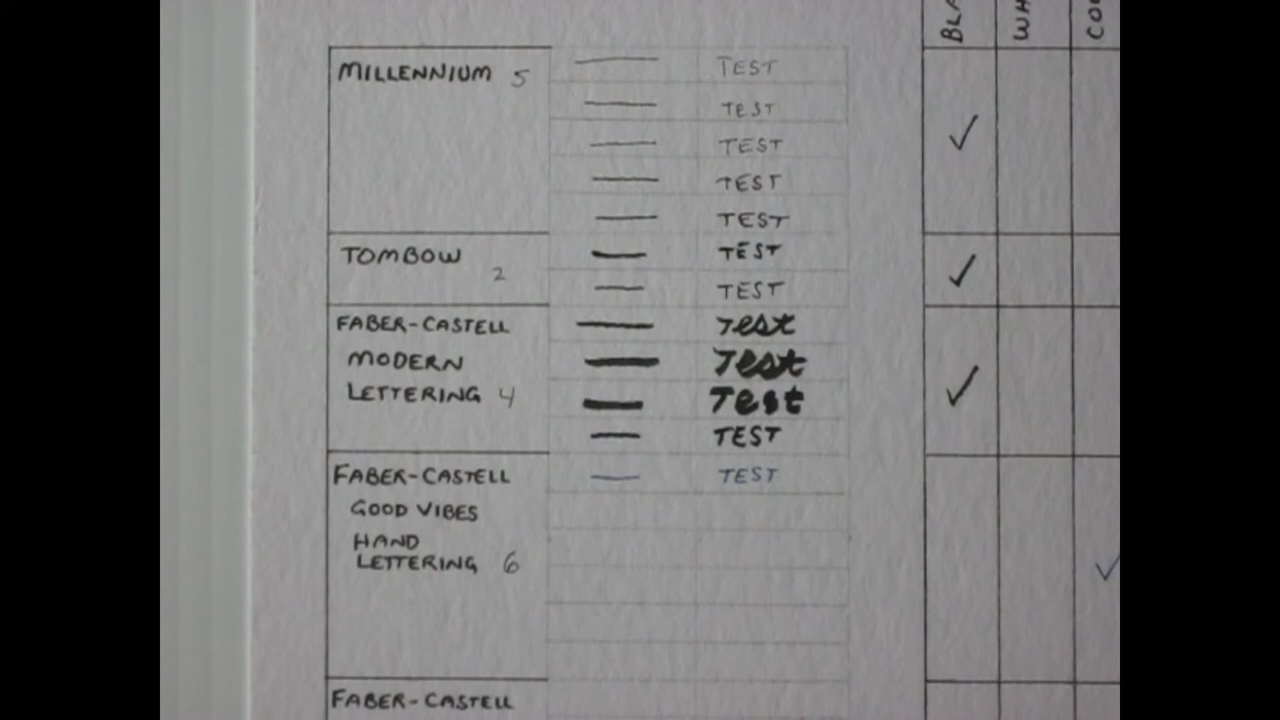 BLA
WH
COU
MILLENNIUM 5
TEST
TEST
TEST
TEST
TEST
TOMBOW 2
TEST
TEST
FABER-CASTELL
MODERN
LETTERING 4
Test
Test
Test
TEST
FABER-CASTELL
GOOD VIBES
HAND
LETTERING 6
TEST
FABER-CASTELL